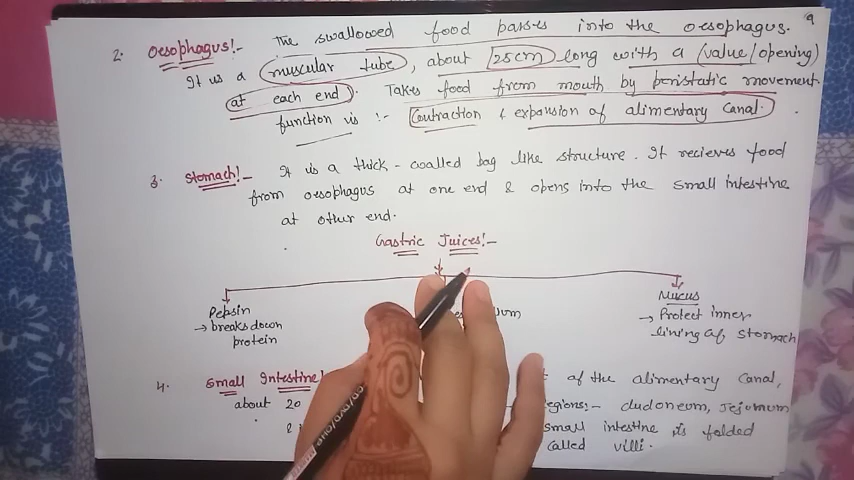 9
2. Oesophagus!- The swallowed food passes into the oesophagus.
It is a muscular tube, about 25cm long with a (value/opening)
at each end. Takes food from mouth by peristatic movement
function is :- Contraction & expansion of alimentary Canal.
3. Stomach!- It is a thick-walled bag like structure. It recieves food
from oesophagus at one end & opens into the small intestine
at other end.
Gastric Juices!-
Pepsin Mucus
→ breaks down → Protect inner
protein lining of stomach
4. Small Intestine of the alimentary Canal,
about 20 regions:- dudoneum, Jejunum
small intestine is folded
called villi.